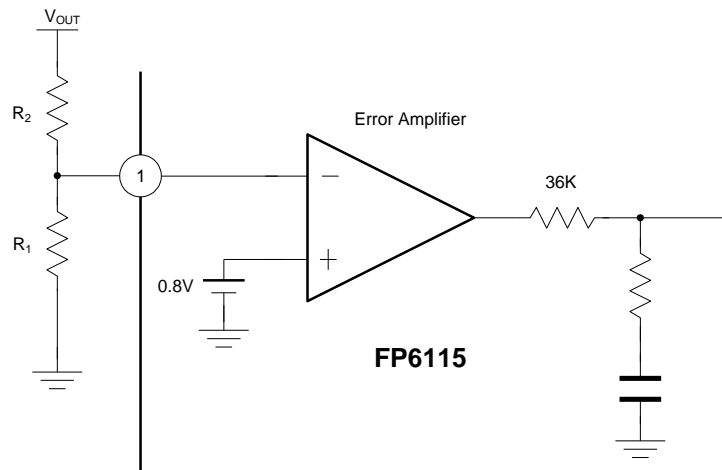 VOUT
R2
Error Amplifier
1
−
36K
R1
+
0.8V
FP6115